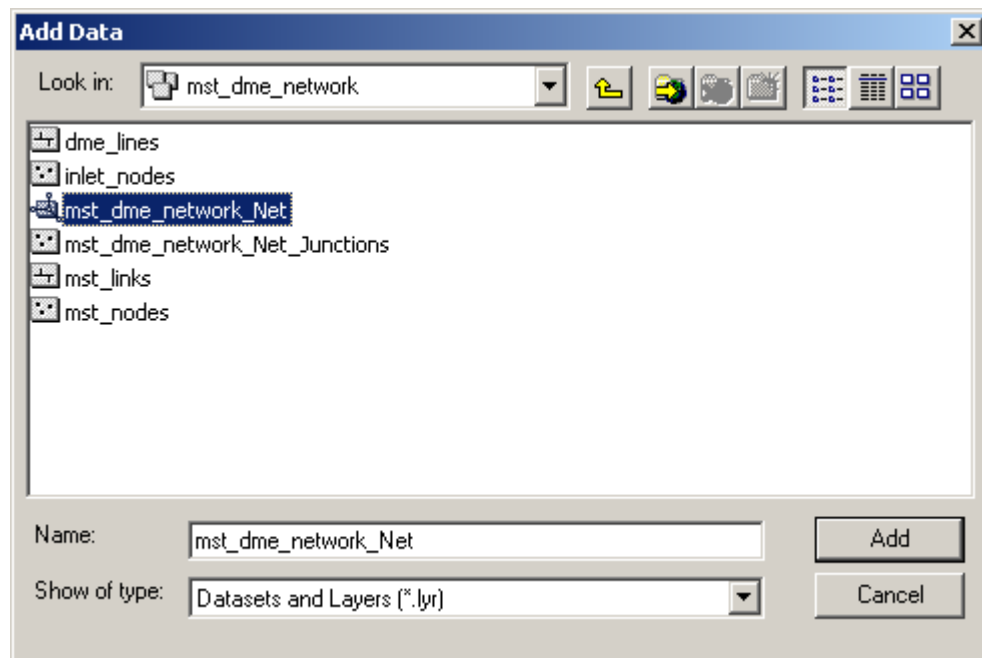 Add Data
Look in: mst_dme_network
dme_lines
inlet_nodes
mst_dme_network_Net
mst_dme_network_Net_Junctions
mst_links
mst_nodes
Name: mst_dme_network_Net Add
Show of type: Datasets and Layers (*.lyr) Cancel